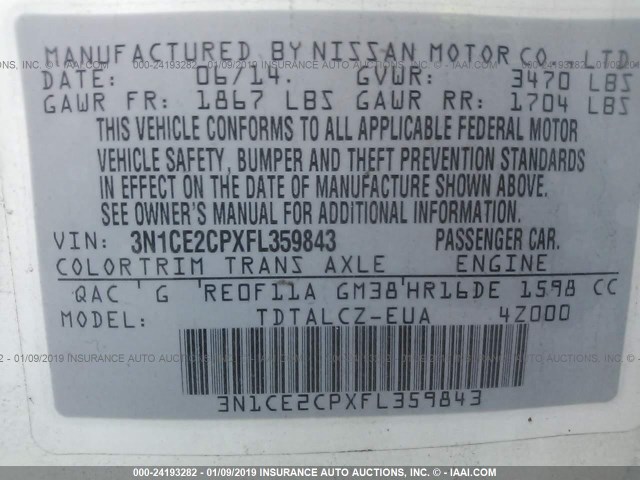 MANUFACTURED BY NISSAN MOTOR CO., LTD.
DATE: 06/14. GVWR: 3470 LBS
GAWR FR: 1867 LBS GAWR RR: 1704 LBS
THIS VEHICLE CONFORMS TO ALL APPLICABLE FEDERAL MOTOR
VEHICLE SAFETY, BUMPER AND THEFT PREVENTION STANDARDS
IN EFFECT ON THE DATE OF MANUFACTURE SHOWN ABOVE.
SEE OWNER'S MANUAL FOR ADDITIONAL INFORMATION.
VIN: 3N1CE2CPXFL359843 PASSENGER CAR.
COLORTRIM TRANS AXLE ENGINE
QAC G RE0F11A GM38 HR16DE 1598 CC
MODEL: TDTALCZ-EUA 4Z000
3N1CE2CPXFL359843
000-24193282 - 01/09/2019 INSURANCE AUTO AUCTIONS, INC. © - IAAI.COM